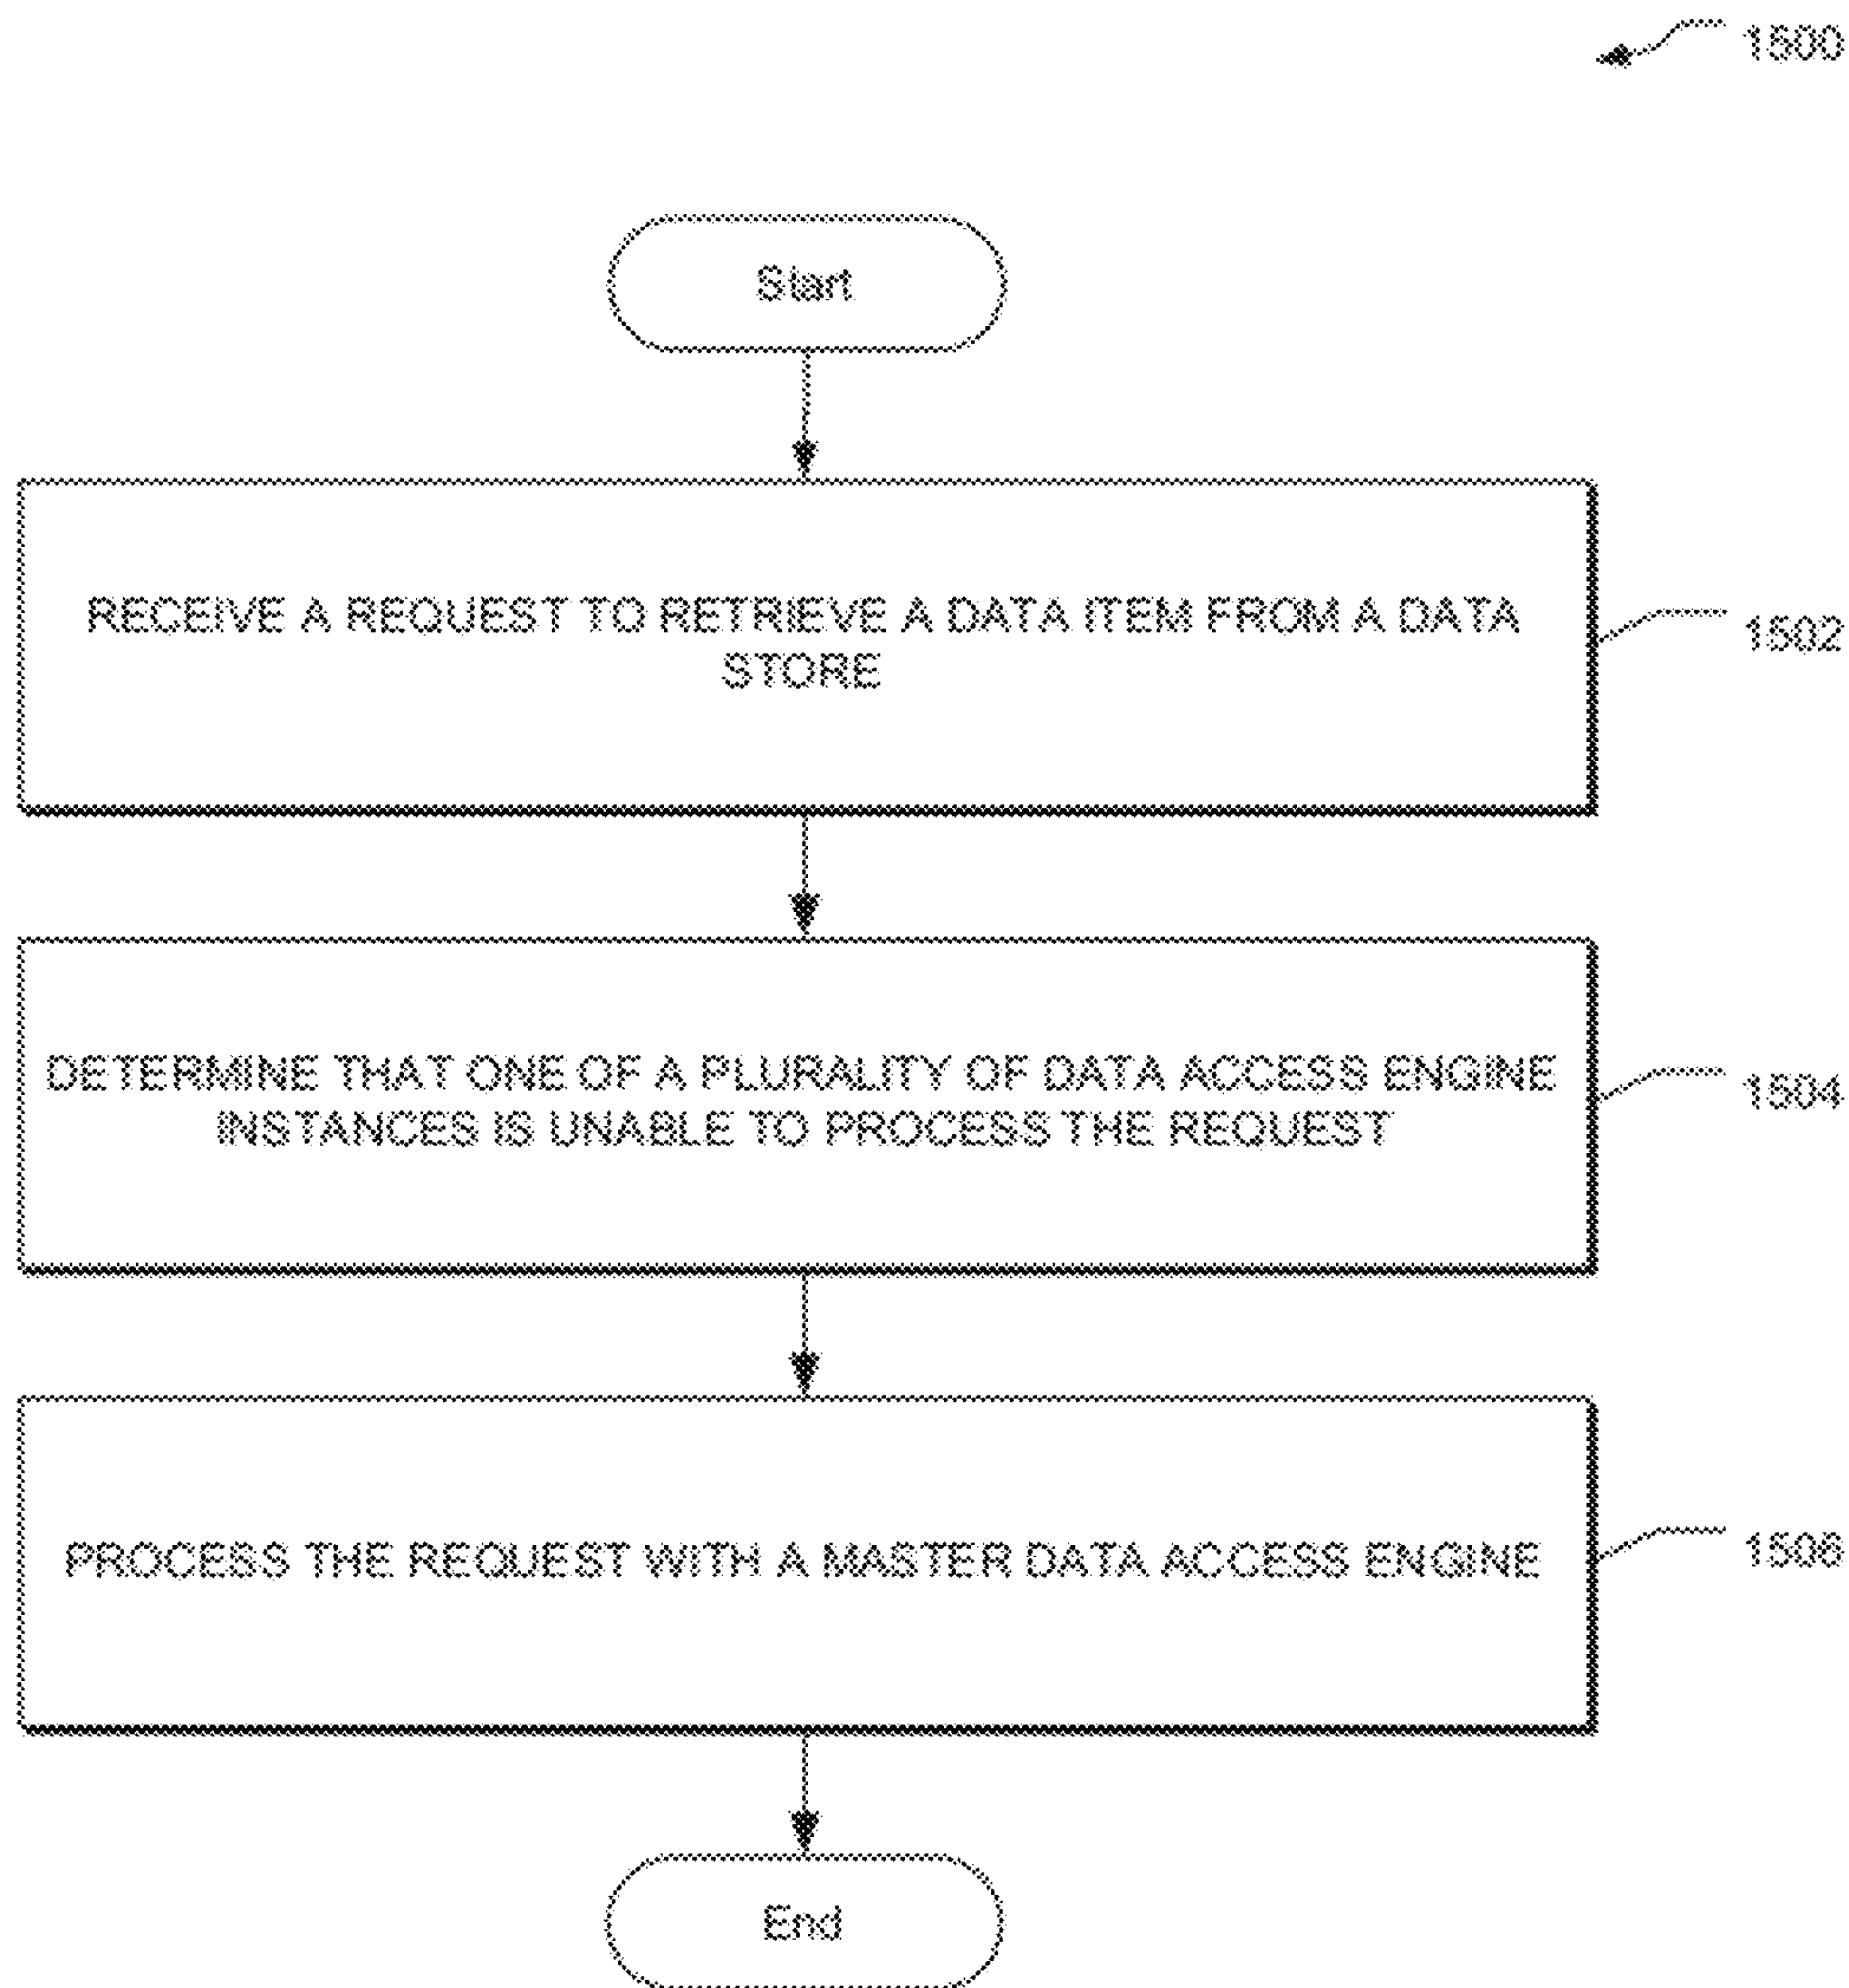 1500
Start
RECEIVE A REQUEST TO RETRIEVE A DATA ITEM FROM A DATA
STORE
1502
DETERMINE THAT ONE OF A PLURALITY OF DATA ACCESS ENGINE
INSTANCES IS UNABLE TO PROCESS THE REQUEST
1504
PROCESS THE REQUEST WITH A MASTER DATA ACCESS ENGINE
1506
End